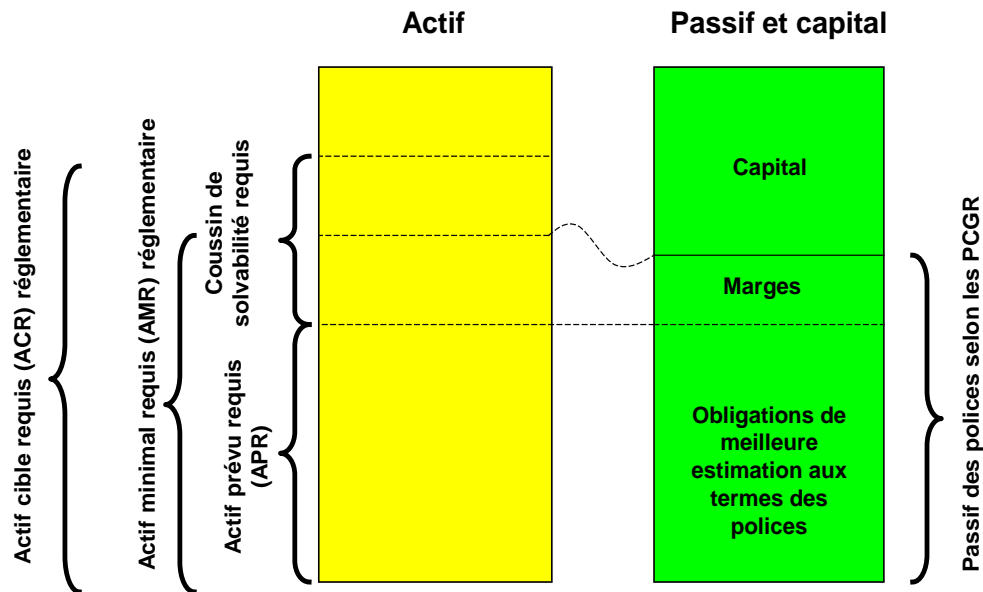 Actif
Passif et capital
Actif cible requis (ACR) réglementaire
Actif minimal requis (AMR) réglementaire
Coussin de
solvabilité requis
Actif prévu requis
(APR)
Capital
Marges
Obligations de
meilleure
estimation aux
termes des
polices
Passif des polices selon les PCGR